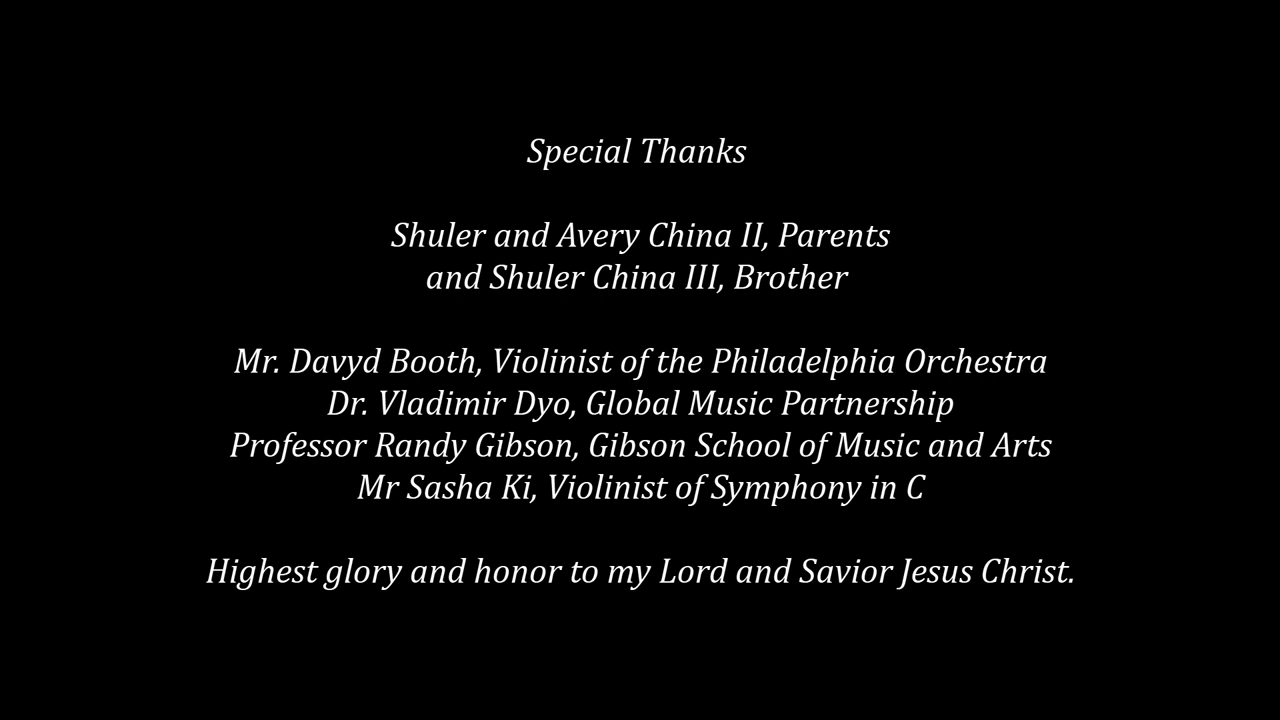 Special Thanks
Shuler and Avery China II, Parents
and Shuler China III, Brother
Mr. Davyd Booth, Violinist of the Philadelphia Orchestra
Dr. Vladimir Dyo, Global Music Partnership
Professor Randy Gibson, Gibson School of Music and Arts
Mr Sasha Ki, Violinist of Symphony in C
Highest glory and honor to my Lord and Savior Jesus Christ.